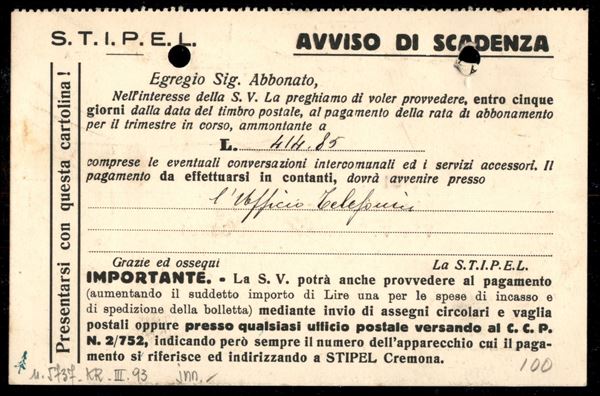 S.T.I.P.E.L.
AVVISO DI SCADENZA
Presentarsi con questa cartolina!
Egregio Sig. Abbonato,
Nell'interesse della S. V. La preghiamo di voler provvedere, entro cinque
giorni dalla data del timbro postale, al pagamento della rata di abbonamento
per il trimestre in corso, ammontante a
L. 414.85
comprese le eventuali conversazioni intercomunali ed i servizi accessori. Il
pagamento da effettuarsi in contanti, dovrà avvenire presso
l'Ufficio Telefonico
Grazie ed ossequi
La S.T.I.P.E.L.
IMPORTANTE. - La S. V. potrà anche provvedere al pagamento
(aumentando il suddetto importo di Lire una per le spese di incasso e
di spedizione della bolletta) mediante invio di assegni circolari e vaglia
postali oppure presso qualsiasi ufficio postale versando al C. C. P.
N. 2/752, indicando però sempre il numero dell'apparecchio cui il paga-
mento si riferisce ed indirizzando a STIPEL Cremona.
n. 5737 - KR - III. 93
100